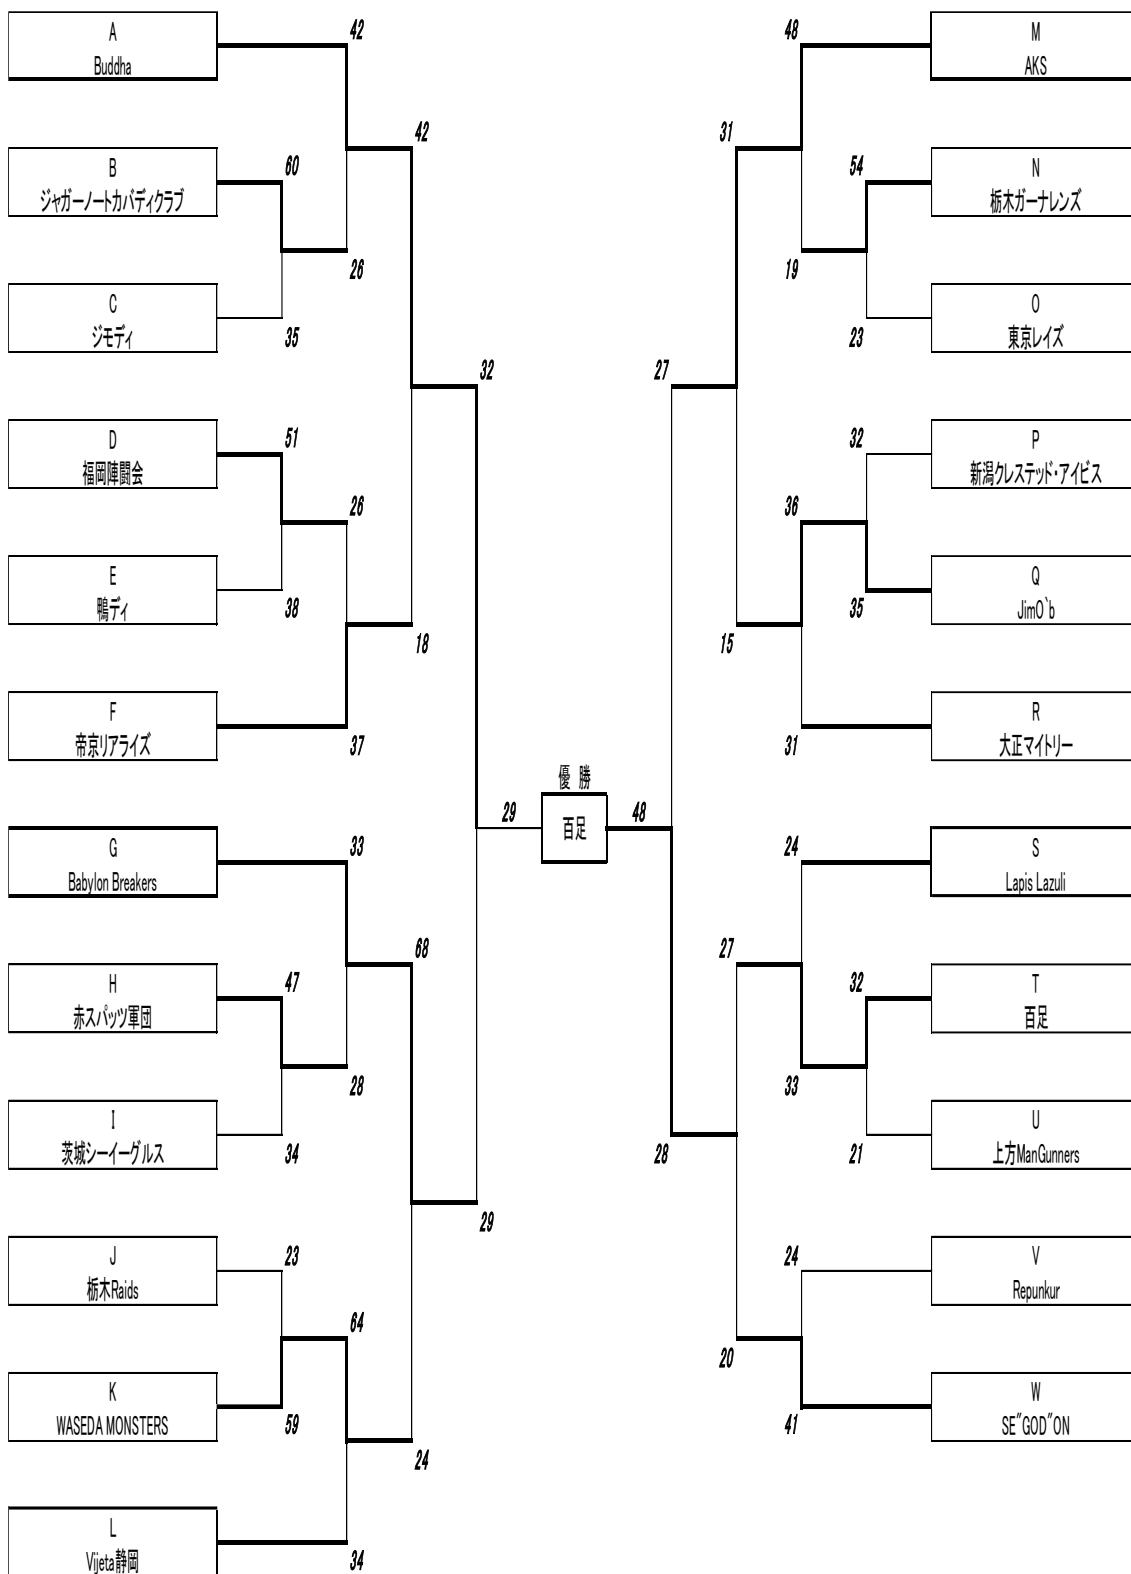 42
48
A
Buddha
M
AKS
42
31
60
54
B
ジャガーノートカバディクラブ
N
栃木ガーナレンズ
26
19
C
ジモディ
O
東京レイズ
35
23
32
27
51
32
D
福岡陣闘会
P
新潟クレステッド・アイビス
26
36
E
鴨ディ
Q
JimO`b
38
35
18
15
F
帝京リアライズ
R
大正マイトリー
37
31
優 勝
29
百足
48
33
24
G
Babylon Breakers
S
Lapis Lazuli
68
27
47
32
H
赤スパッツ軍団
T
百足
28
33
I
茨城シーイーグルス
U
上方ManGunners
34
21
28
29
23
24
J
栃木Raids
V
Repunkur
64
20
K
WASEDA MONSTERS
W
SE"GOD"ON
59
41
24
L
Vijeta静岡
34